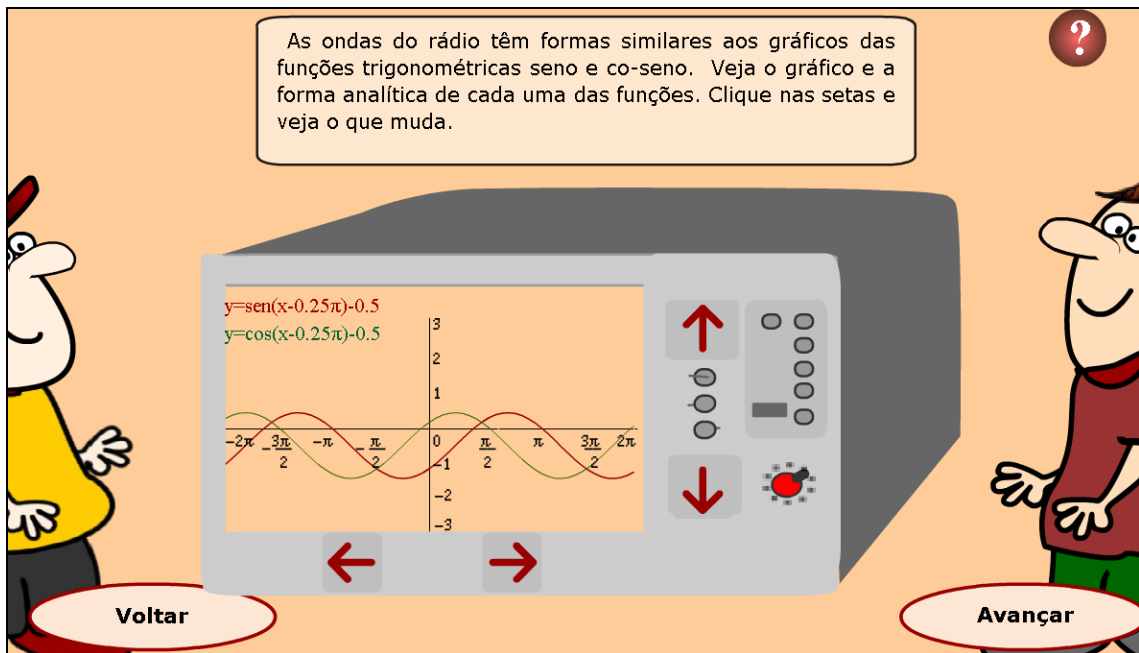 As ondas do rádio têm formas similares aos gráficos das
funções trigonométricas seno e co-seno. Veja o gráfico e a
forma analítica de cada uma das funções. Clique nas setas e
veja o que muda.
?
y=sen(x-0.25π)-0.5
y=cos(x-0.25π)-0.5
3
2
1
−2π −3π/2 −π −π/2 0 π/2 π 3π/2 2π
−1
−2
−3
Voltar
Avançar